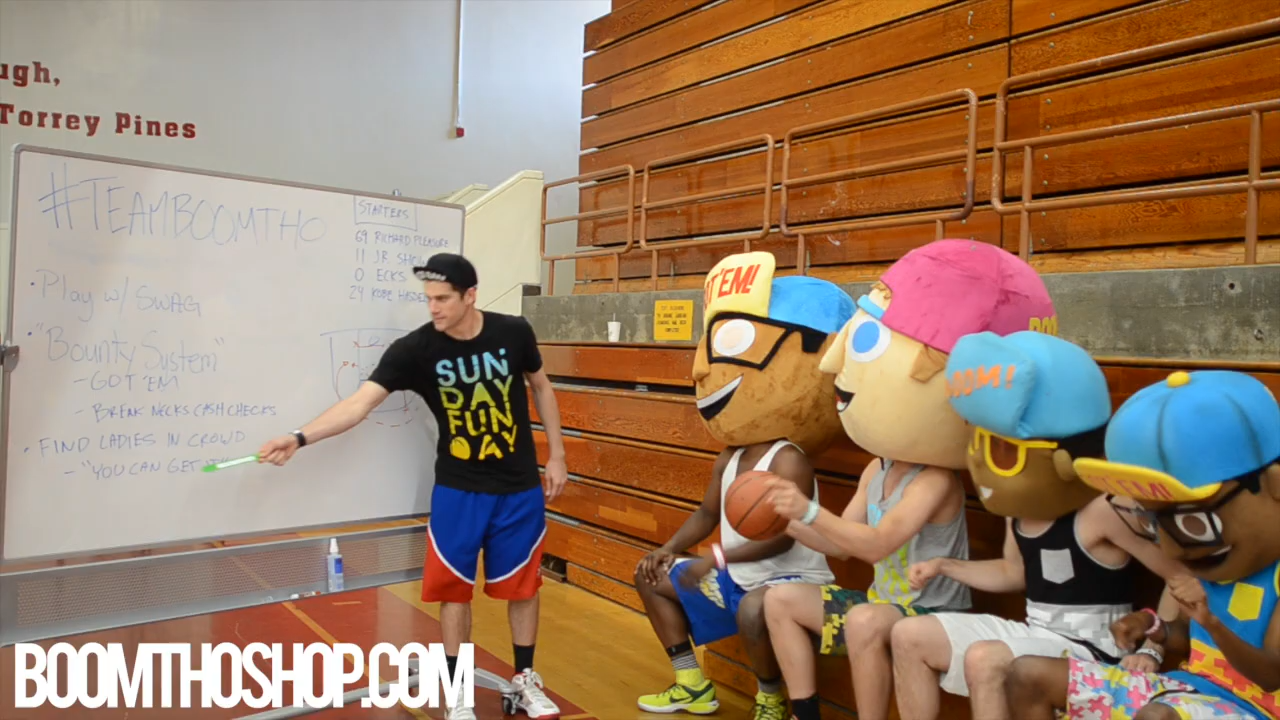 ugh,
Torrey Pines
#TEAMBOOMTHO
STARTERS
69 RICHARD PLEASURE
11 J.R.
0 ECKS
24 KOBE
• Play w/ SWAG
• "Bounty System"
- GOT 'EM
- BREAK NECKS CASH CHECKS
• FIND LADIES IN CROWD
- "YOU CAN GET
SUN
DAY
FUN
DAY
'EM!
BOOM!
'EM!
BOOMTHOSHOP.COM